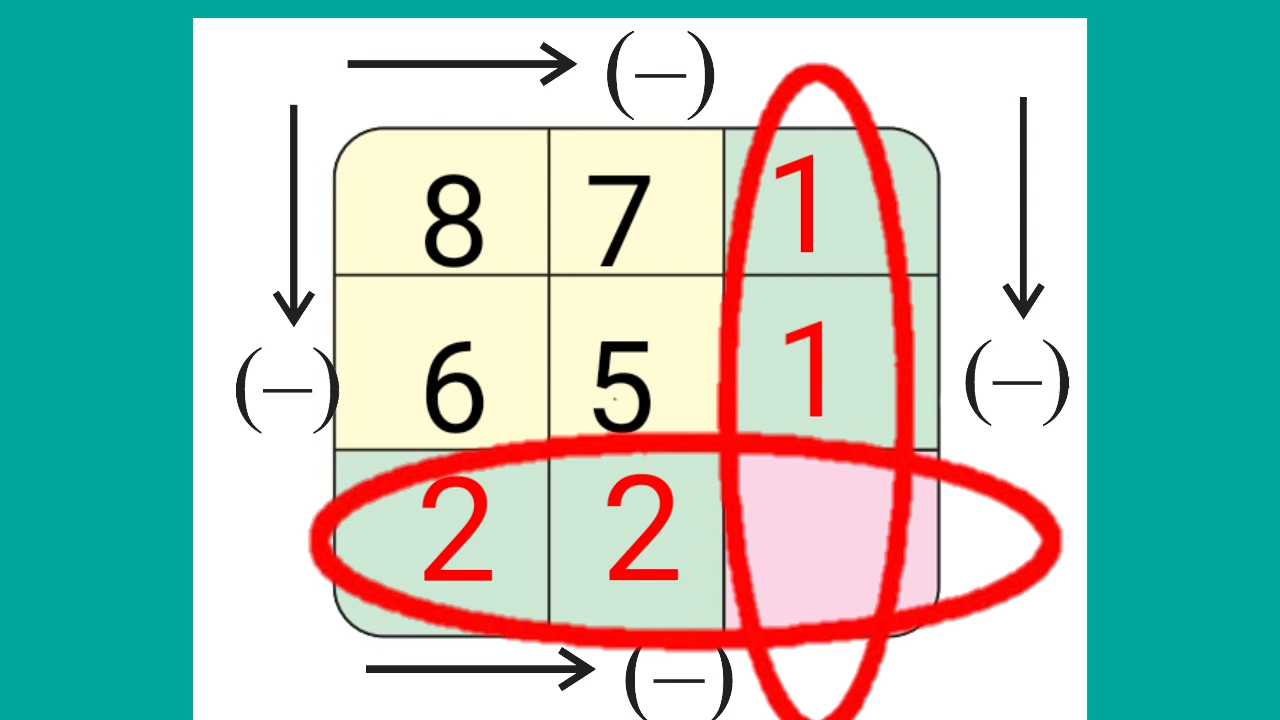 (–)
8 7 1
6 5 1
(–) (–)
2 2
(–)